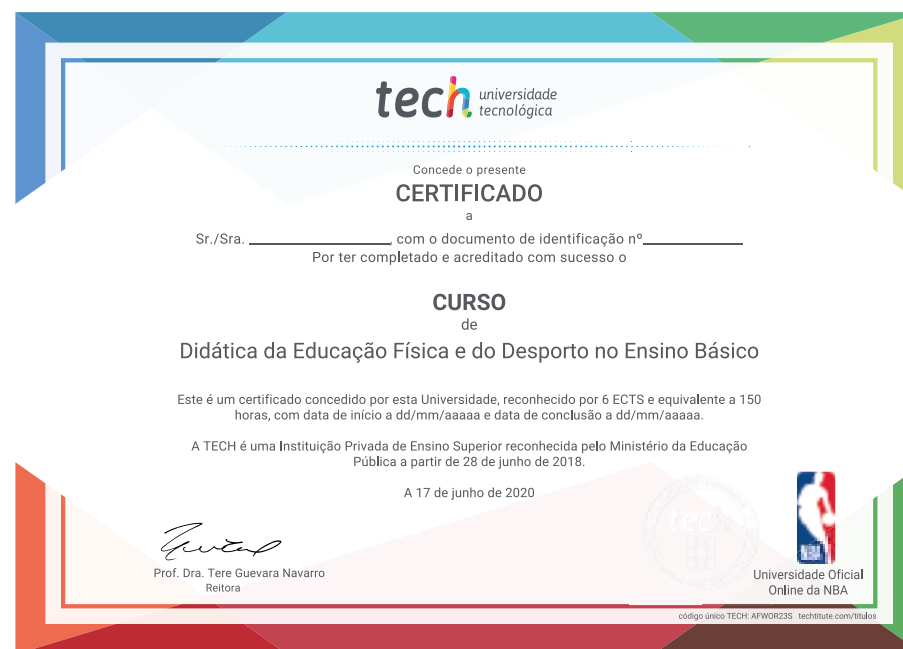 tech universidade
tecnológica
Concede o presente
CERTIFICADO
a
Sr./Sra. ____________________, com o documento de identificação nº______________
Por ter completado e acreditado com sucesso o
CURSO
de
Didática da Educação Física e do Desporto no Ensino Básico
Este é um certificado concedido por esta Universidade, reconhecido por 6 ECTS e equivalente a 150
horas, com data de início a dd/mm/aaaaa e data de conclusão a dd/mm/aaaaa.
A TECH é uma Instituição Privada de Ensino Superior reconhecida pelo Ministério da Educação
Pública a partir de 28 de junho de 2018.
A 17 de junho de 2020
tech
NBA
Prof. Dra. Tere Guevara Navarro
Reitora
Universidade Oficial
Online da NBA
código único TECH: AFWOR23S techtitute.com/titulos